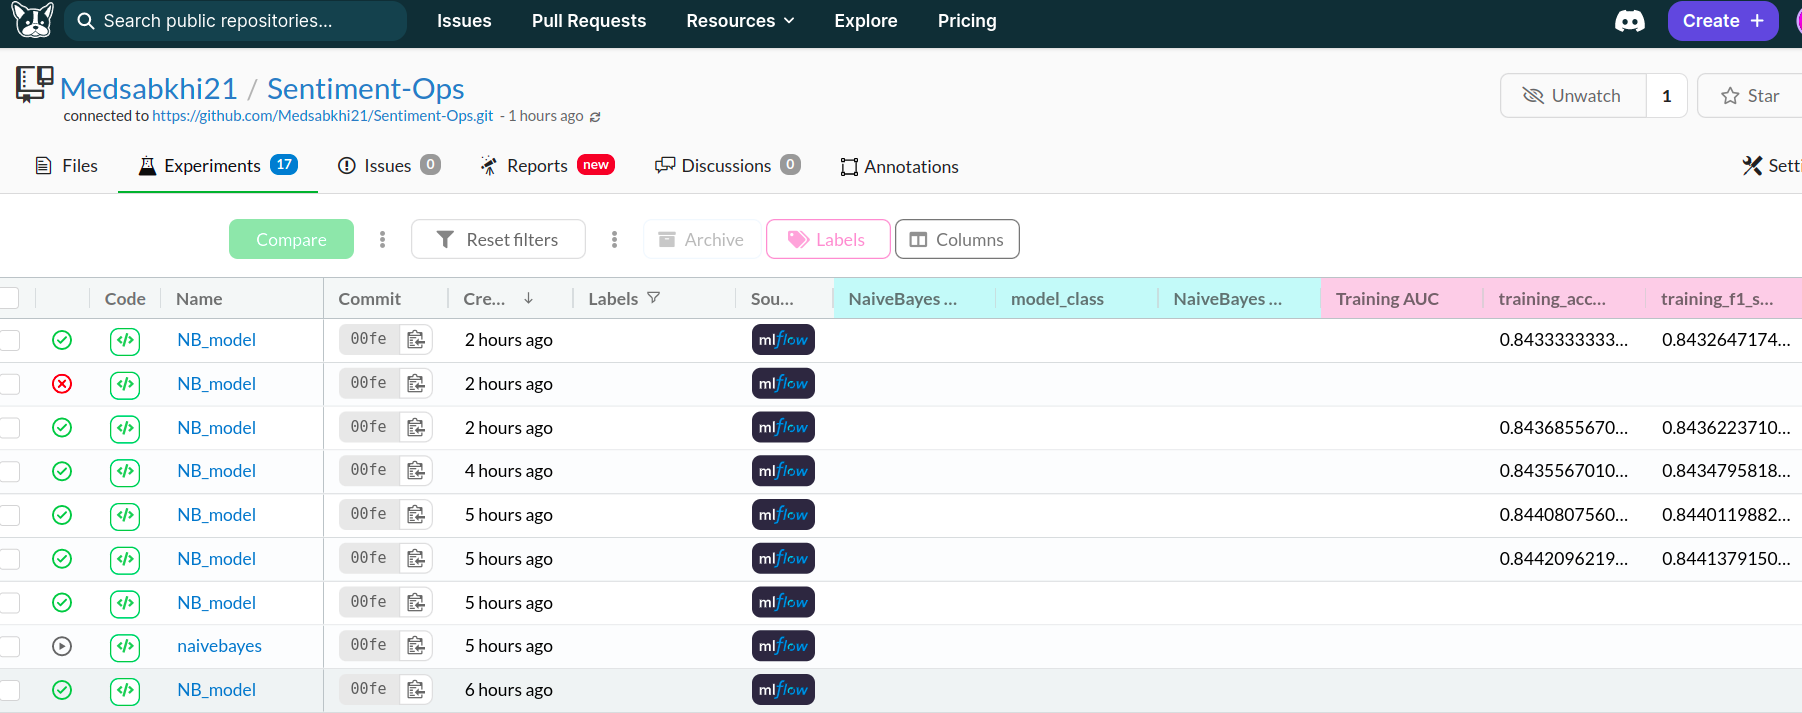 Search public repositories... Issues Pull Requests Resources Explore Pricing Create +
Medsabkhi21 / Sentiment-Ops
connected to https://github.com/Medsabkhi21/Sentiment-Ops.git - 1 hours ago
Unwatch 1 Star
Files Experiments 17 Issues 0 Reports new Discussions 0 Annotations Setti
Compare Reset filters Archive Labels Columns
Code Name Commit Cre... Labels Sou... NaiveBayes ... model_class NaiveBayes ... Training AUC training_acc... training_f1_s...
NB_model 00fe 2 hours ago mlflow 0.8433333333... 0.8432647174...
NB_model 00fe 2 hours ago mlflow
NB_model 00fe 2 hours ago mlflow 0.8436855670... 0.8436223710...
NB_model 00fe 4 hours ago mlflow 0.8435567010... 0.8434795818...
NB_model 00fe 5 hours ago mlflow 0.8440807560... 0.8440119882...
NB_model 00fe 5 hours ago mlflow 0.8442096219... 0.8441379150...
NB_model 00fe 5 hours ago mlflow
naivebayes 00fe 5 hours ago mlflow
NB_model 00fe 6 hours ago mlflow